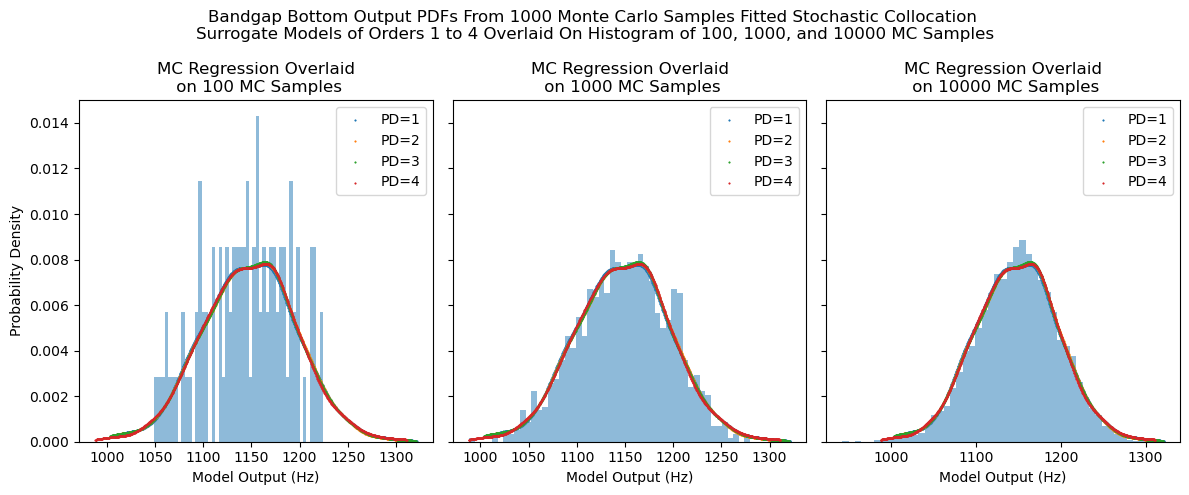 Bandgap Bottom Output PDFs From 1000 Monte Carlo Samples Fitted Stochastic Collocation
Surrogate Models of Orders 1 to 4 Overlaid On Histogram of 100, 1000, and 10000 MC Samples
MC Regression Overlaid
on 100 MC Samples
MC Regression Overlaid
on 1000 MC Samples
MC Regression Overlaid
on 10000 MC Samples
Probability Density
0.014
0.012
0.010
0.008
0.006
0.004
0.002
0.000
PD=1
PD=2
PD=3
PD=4
PD=1
PD=2
PD=3
PD=4
PD=1
PD=2
PD=3
PD=4
1000 1050 1100 1150 1200 1250 1300
1000 1050 1100 1150 1200 1250 1300
1000 1100 1200 1300
Model Output (Hz)
Model Output (Hz)
Model Output (Hz)